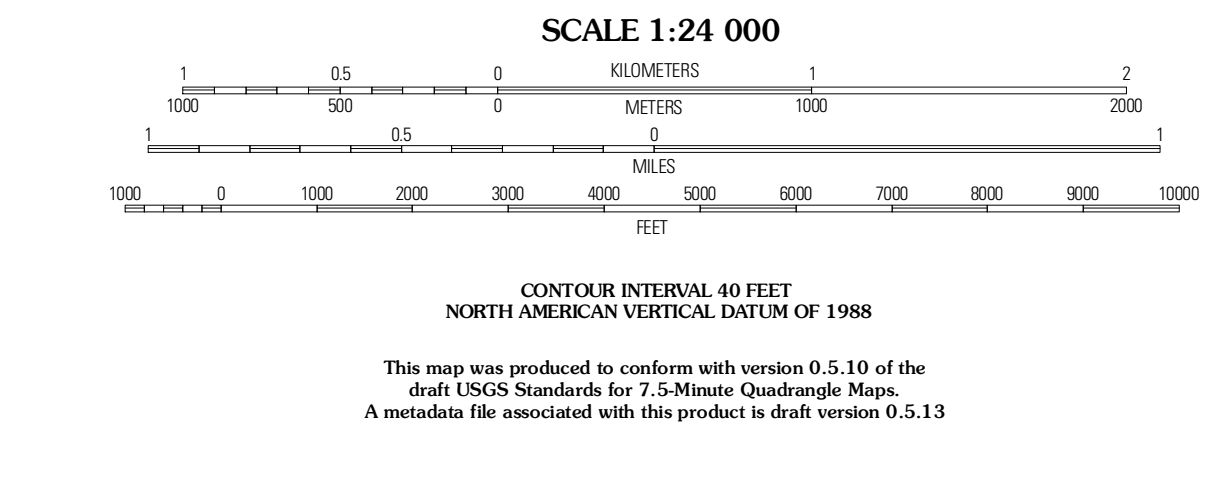 SCALE 1:24 000
1 0.5 0 KILOMETERS 1 2
1000 500 0 METERS 1000 2000
1 0.5 0 1
MILES
1000 0 1000 2000 3000 4000 5000 6000 7000 8000 9000 10000
FEET
CONTOUR INTERVAL 40 FEET
NORTH AMERICAN VERTICAL DATUM OF 1988
This map was produced to conform with version 0.5.10 of the
draft USGS Standards for 7.5-Minute Quadrangle Maps.
A metadata file associated with this product is draft version 0.5.13